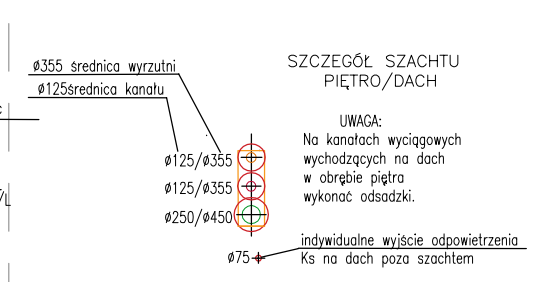 SZCZEGÓŁ SZACHTU
PIĘTRO/DACH
ø355 średnica wyrzutni
ø125średnica kanału
UWAGA:
Na kanałach wyciągowych
wychodzących na dach
w obrębie piętra
wykonać odsadzki.
ø125/ø355
ø125/ø355
ø250/ø450
ø75
indywidualne wyjście odpowietrzenia
Ks na dach poza szachtem